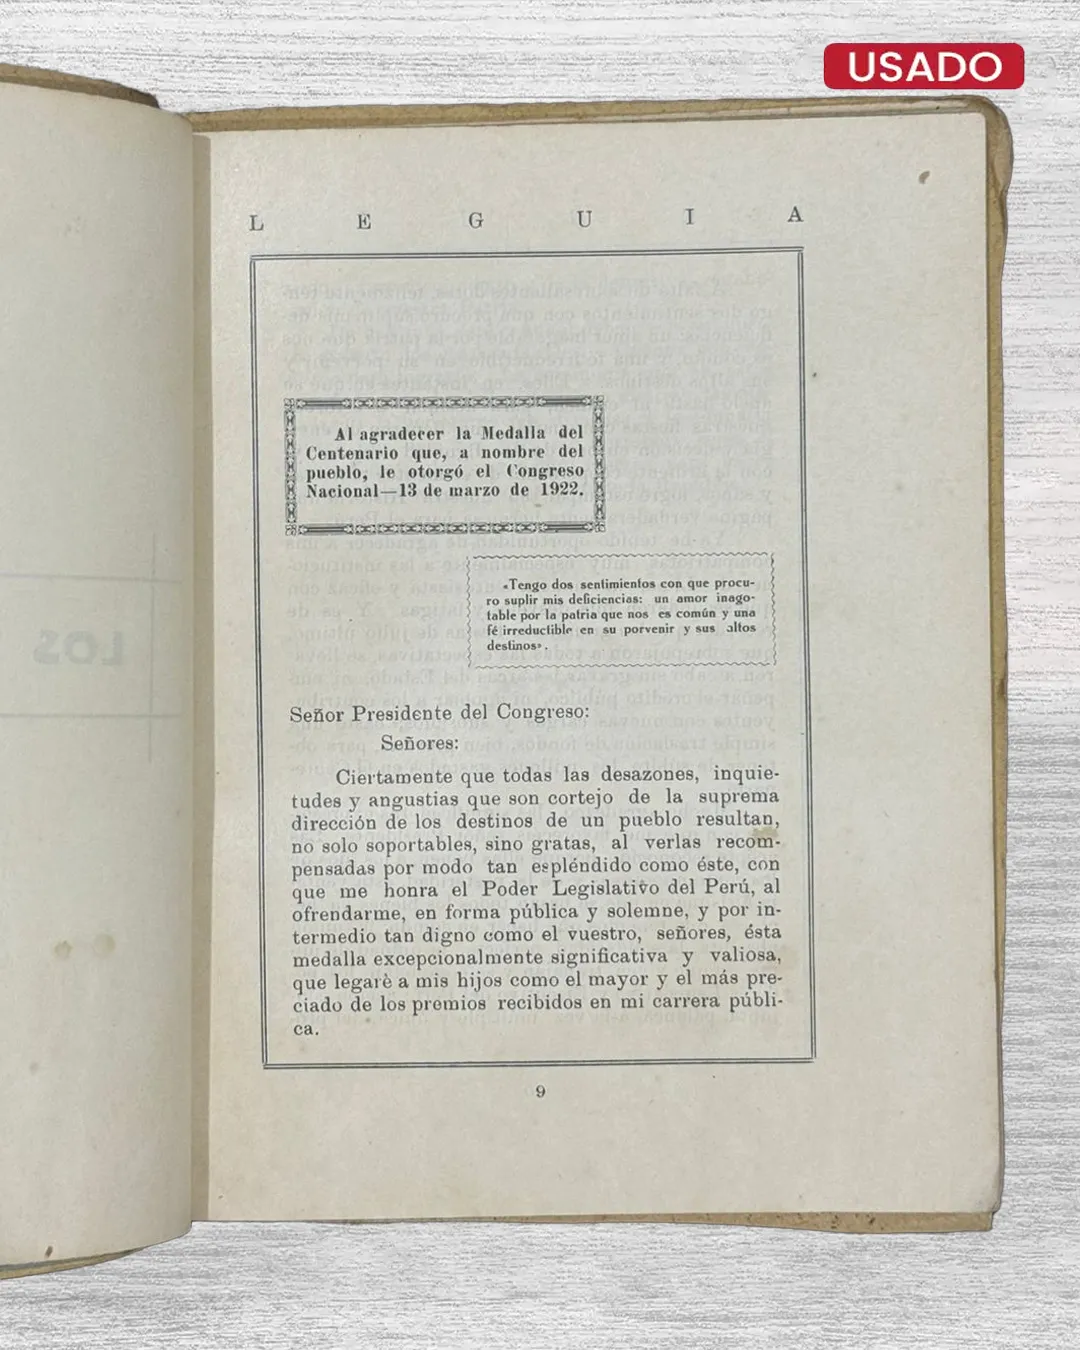 USADO
L E G U I A
Al agradecer la Medalla del
Centenario que, a nombre del
pueblo, le otorgó el Congreso
Nacional—13 de marzo de 1922.
«Tengo dos sentimientos con que procu-
ro suplir mis deficiencias: un amor inago-
table por la patria que nos es común y una
fé irreductible en su porvenir y sus altos
destinos».
Señor Presidente del Congreso:
Señores:
Ciertamente que todas las desazones, inquie-
tudes y angustias que son cortejo de la suprema
dirección de los destinos de un pueblo resultan,
no solo soportables, sino gratas, al verlas recom-
pensadas por modo tan espléndido como éste, con
que me honra el Poder Legislativo del Perú, al
ofrendarme, en forma pública y solemne, y por in-
termedio tan digno como el vuestro, señores, ésta
medalla excepcionalmente significativa y valiosa,
que legarè a mis hijos como el mayor y el más pre-
ciado de los premios recibidos en mi carrera públi-
ca.
9